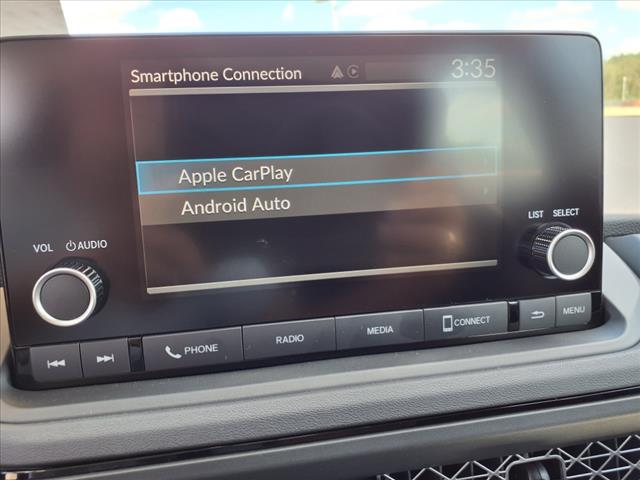 Smartphone Connection 3:35
Apple CarPlay
Android Auto
VOL AUDIO
LIST SELECT
PHONE RADIO MEDIA CONNECT MENU